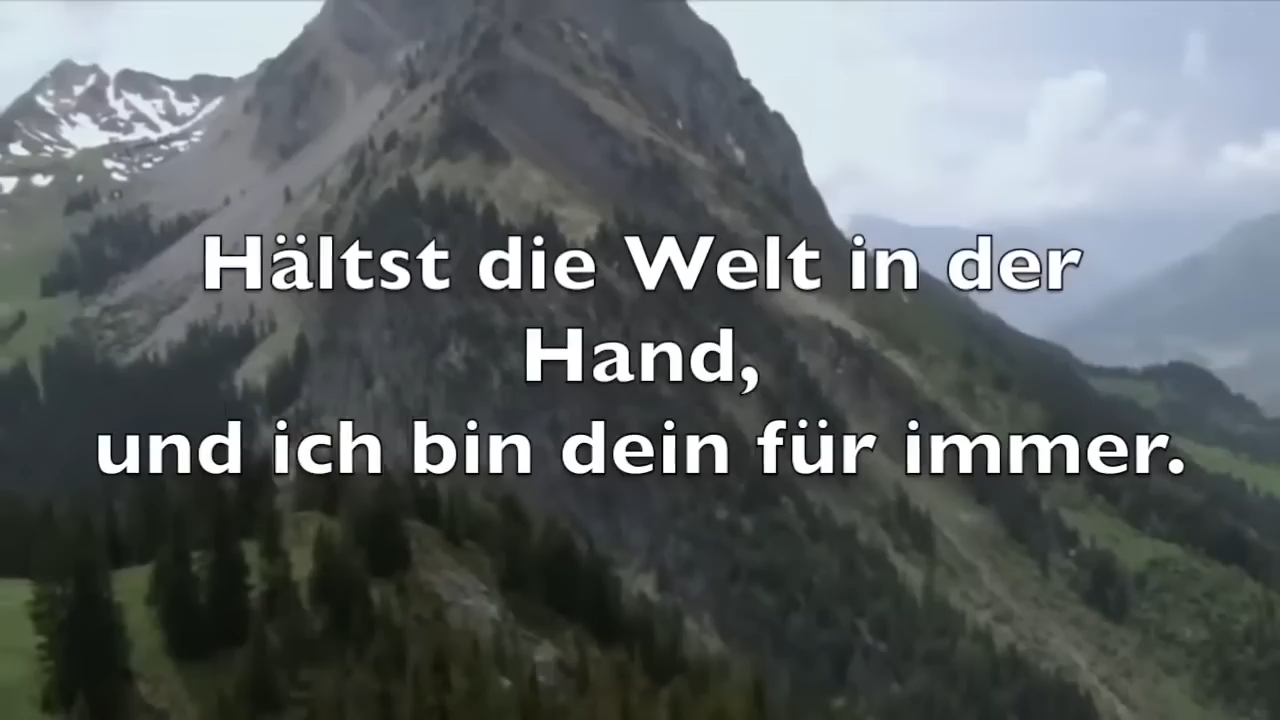 Hältst die Welt in der
Hand,
und ich bin dein für immer.